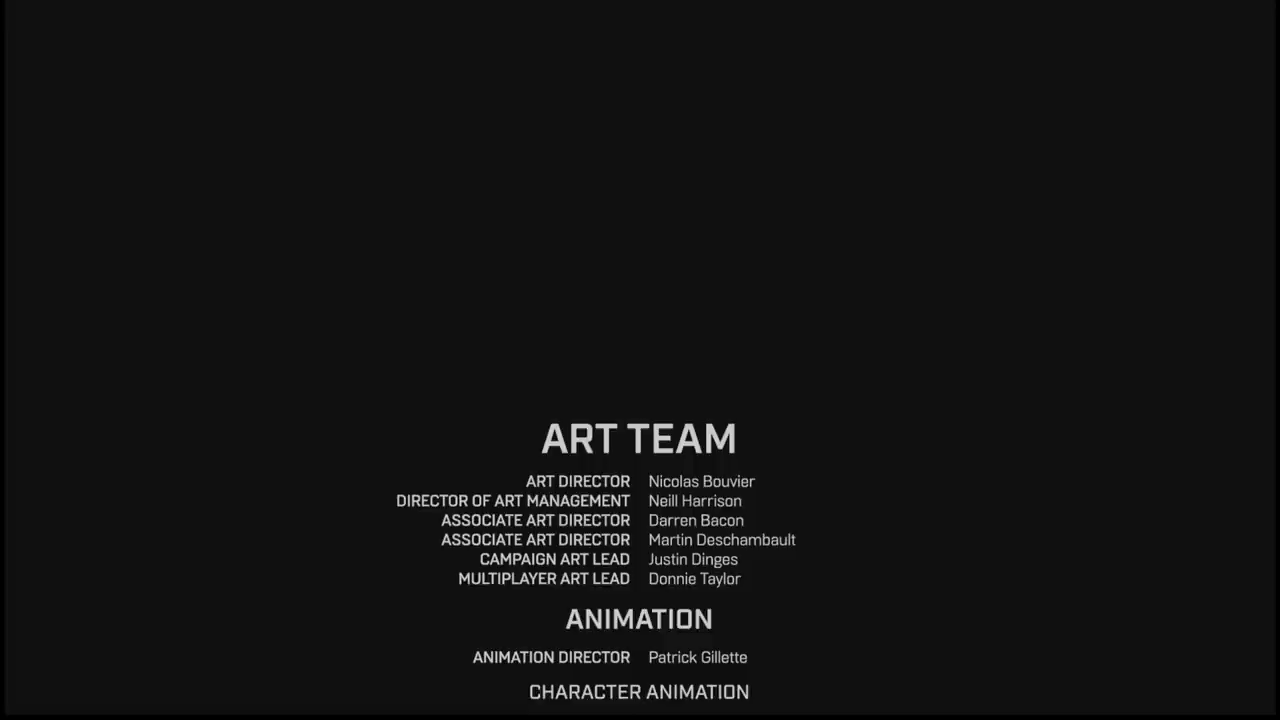 ART TEAM
ART DIRECTOR Nicolas Bouvier
DIRECTOR OF ART MANAGEMENT Neill Harrison
ASSOCIATE ART DIRECTOR Darren Bacon
ASSOCIATE ART DIRECTOR Martin Deschambault
CAMPAIGN ART LEAD Justin Dinges
MULTIPLAYER ART LEAD Donnie Taylor
ANIMATION
ANIMATION DIRECTOR Patrick Gillette
CHARACTER ANIMATION